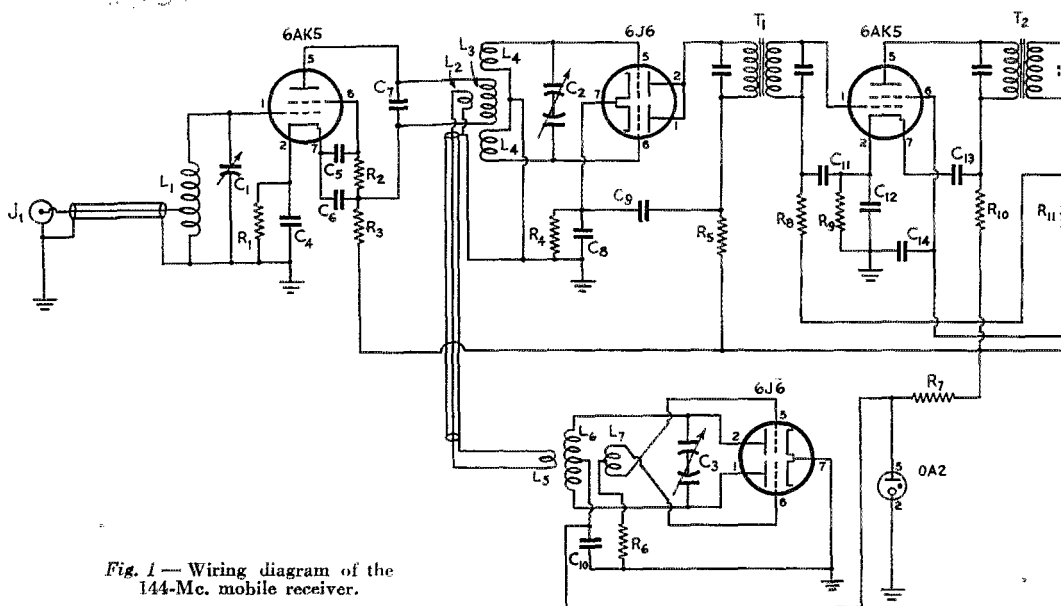 6AK5
6J6
T1
6AK5
T2
5
1
6
2
7
L1
C1
J1
R1
C4
C5
C6
R2
R3
C7
L2
L3
L4
L4
C2
5
7
2
1
6
R4
C8
C9
R5
5
1
6
2
7
C11
C12
C13
C14
R8
R9
R10
R11
6J6
R7
L5
L6
L7
C3
5
2
1
7
6
C10
R6
OA2
5
2
Fig. 1 — Wiring diagram of the
144-Mc. mobile receiver.